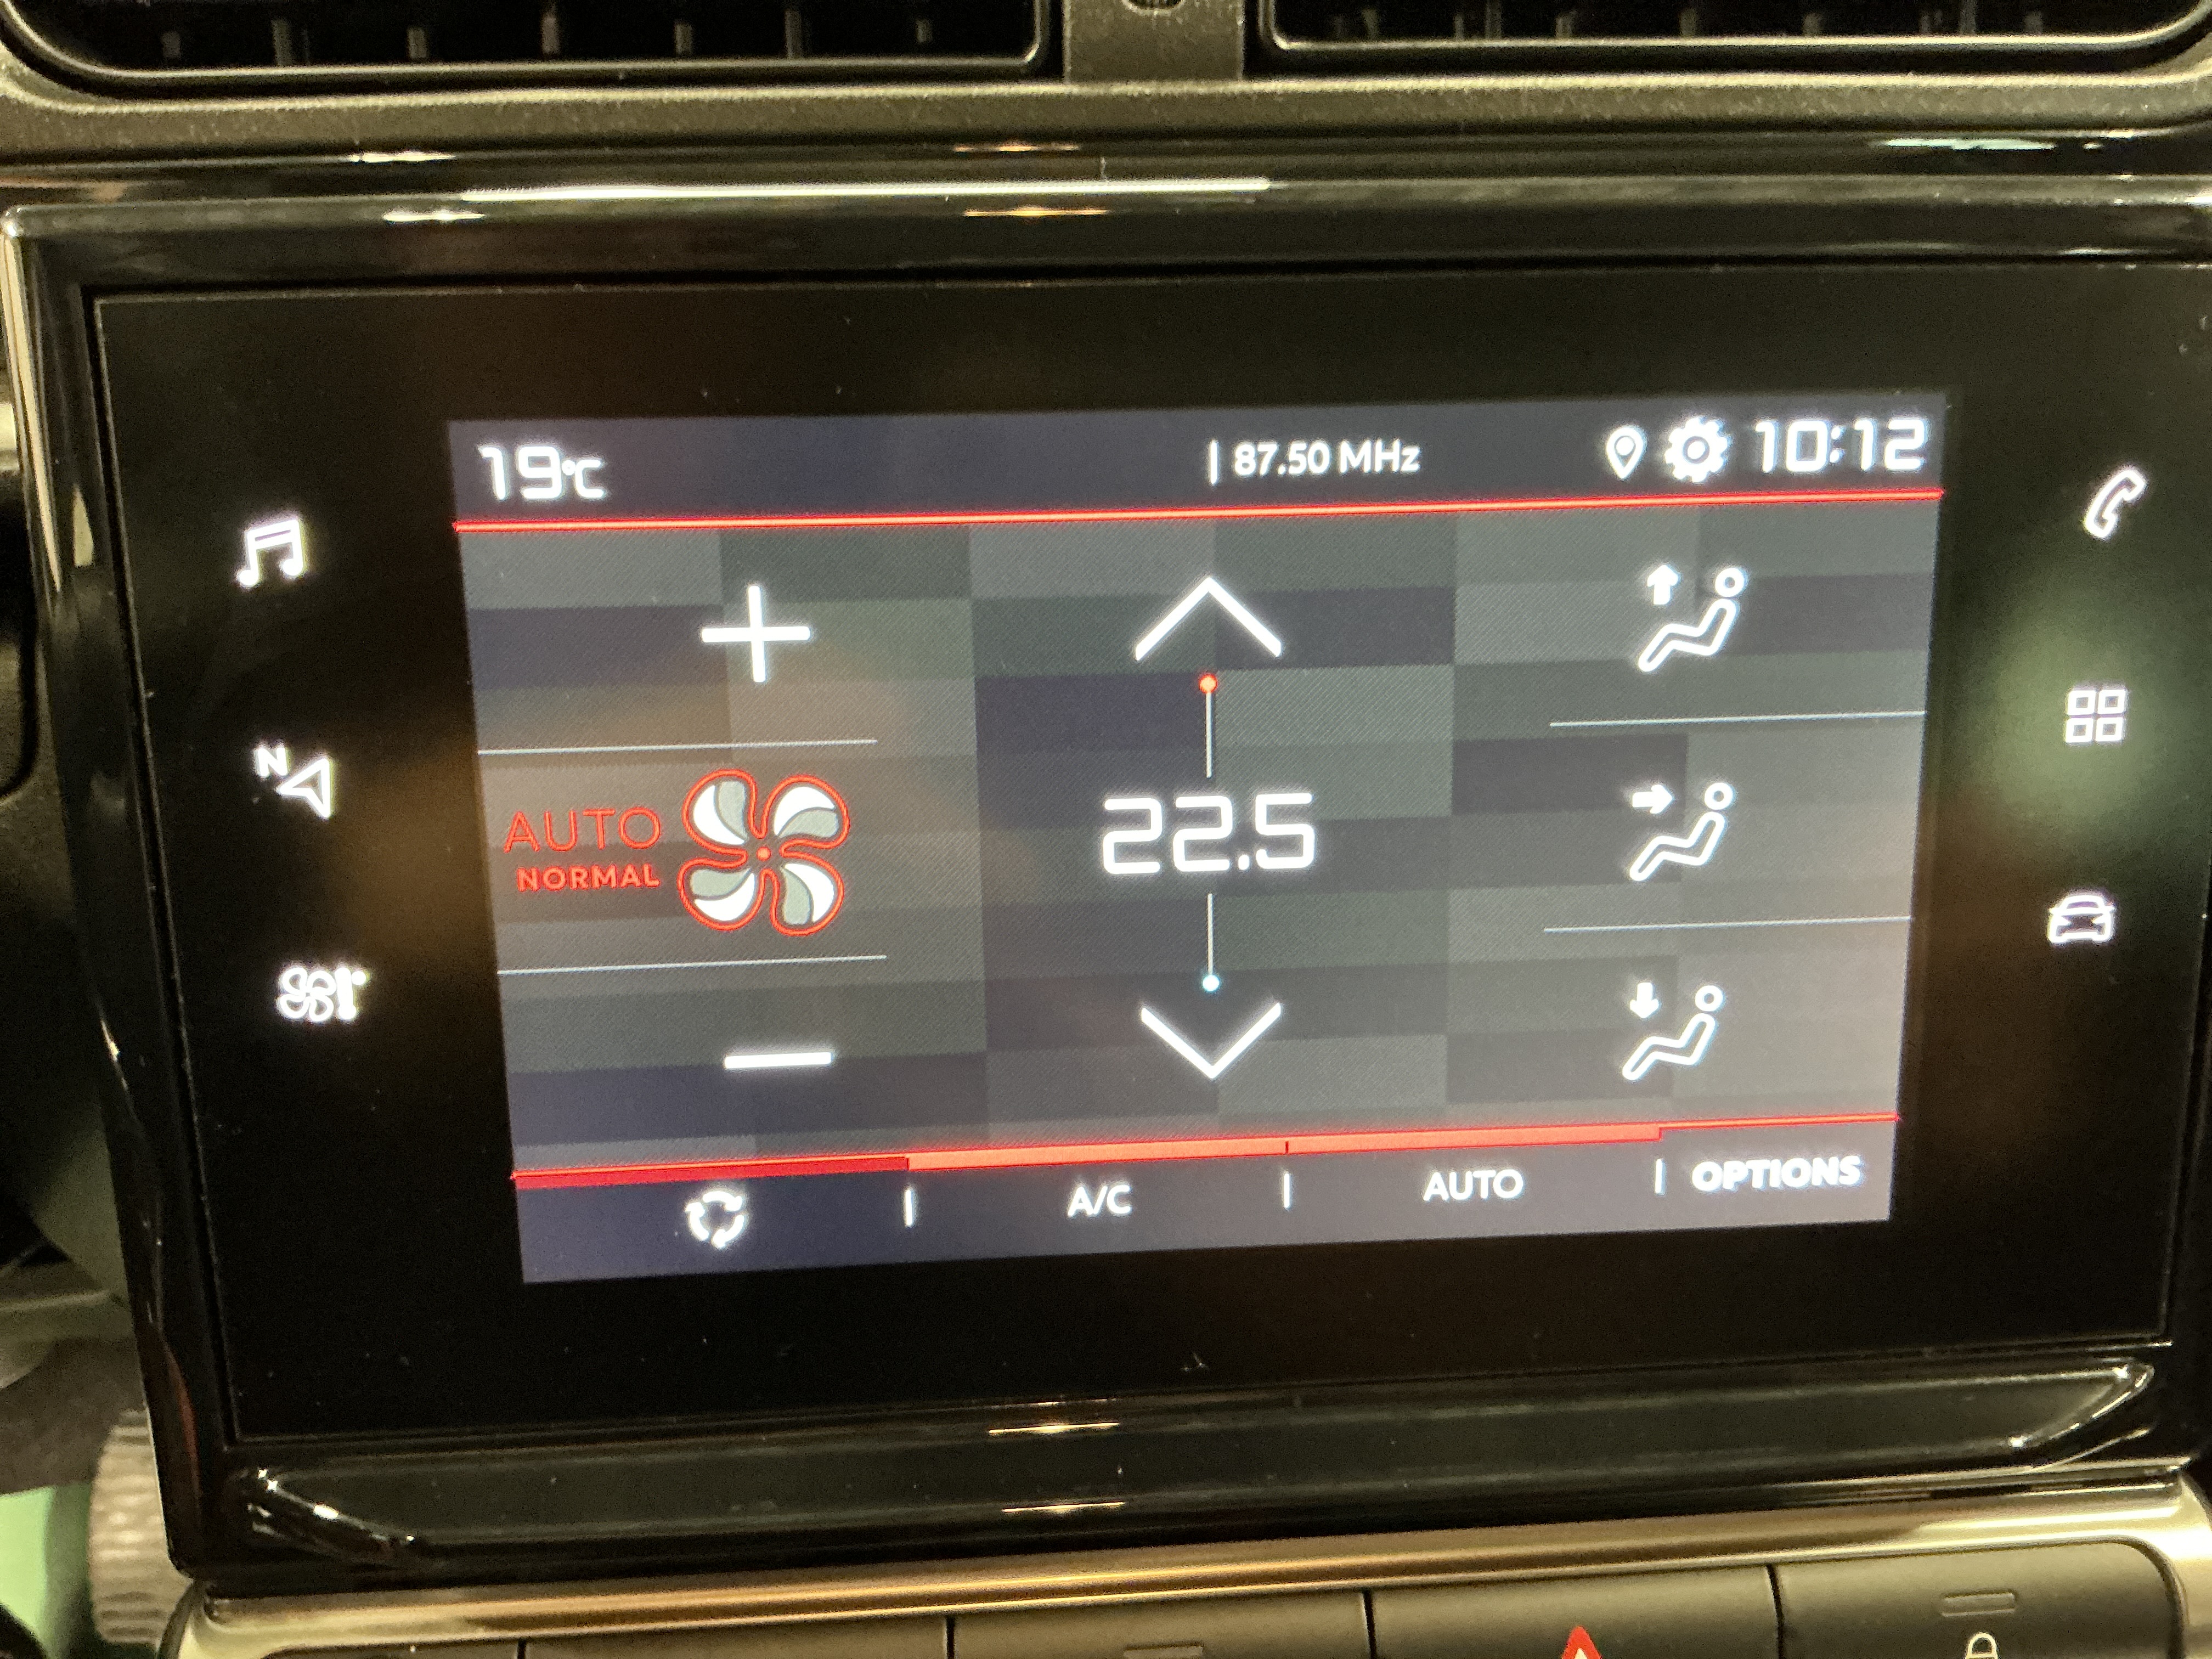 19°C | 87.50 MHz 10:12
N
AUTO
NORMAL
22.5
| A/C | AUTO | OPTIONS